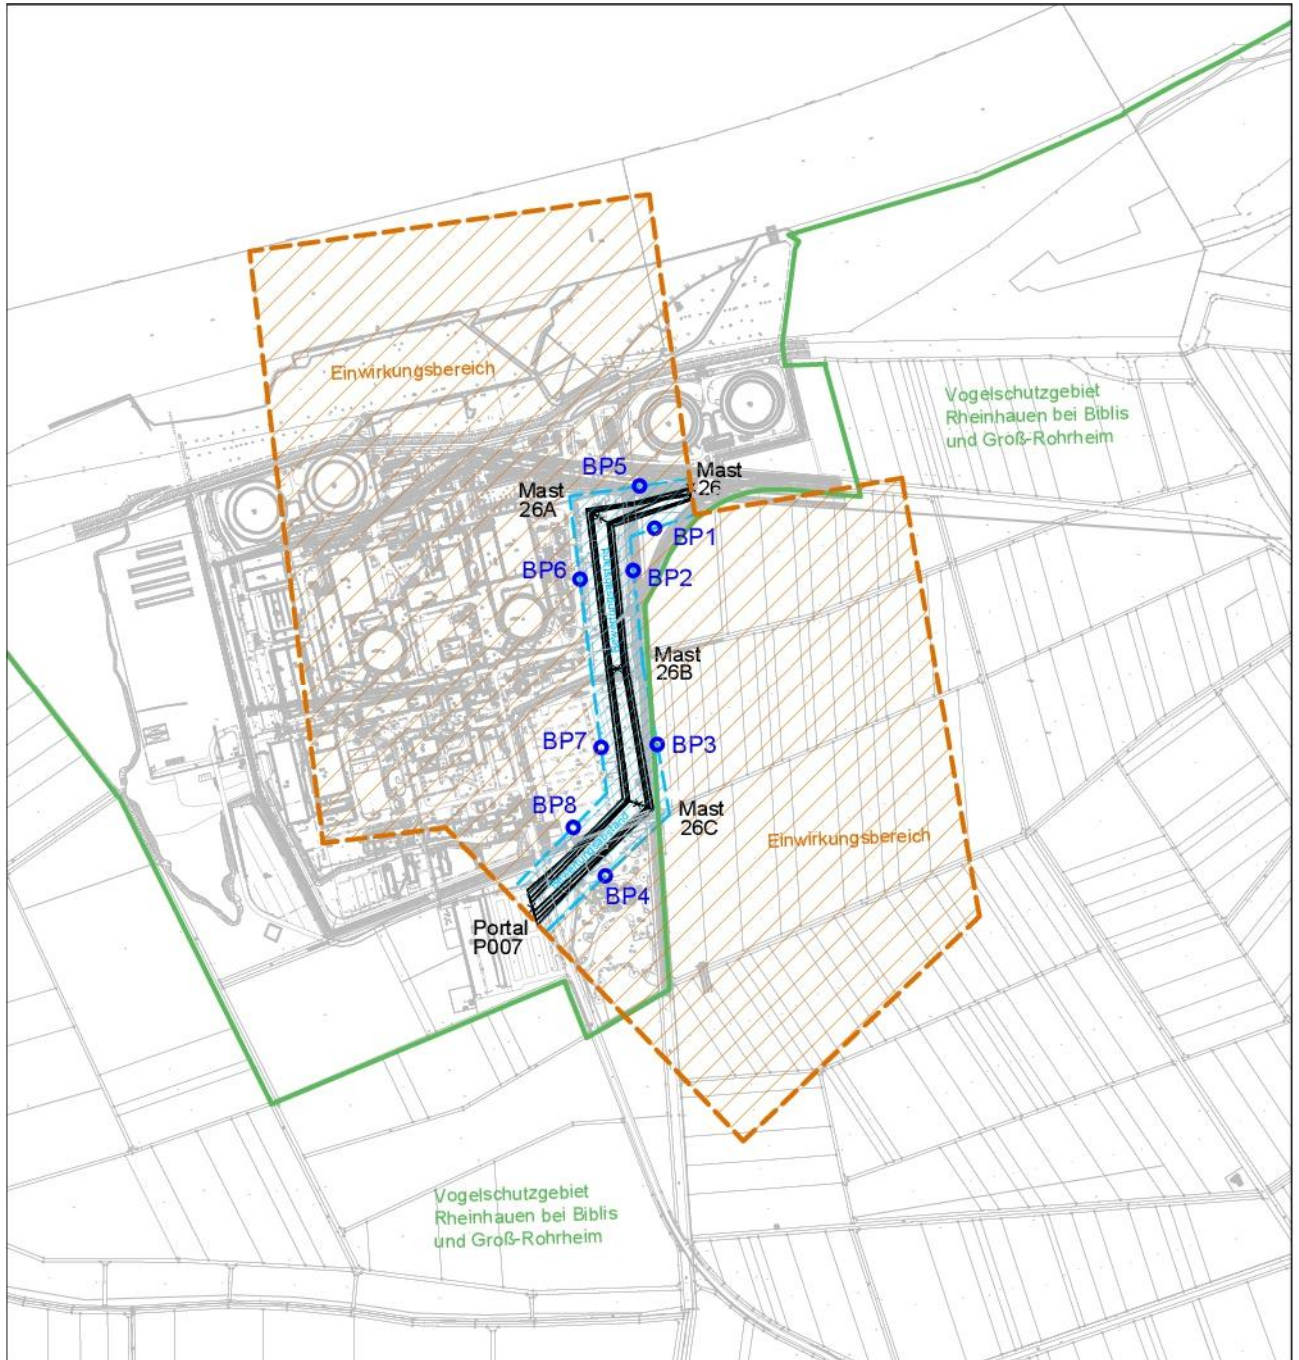 Einwirkungsbereich
Vogelschutzgebiet
Rheinhauen bei Biblis
und Groß-Rohrheim
BP5
Mast
26
Mast
26A
BP1
BP6
BP2
Mast
26B
BP7
BP3
BP8
Mast
26C
Einwirkungsbereich
BP4
Portal
P007
Vogelschutzgebiet
Rheinhauen bei Biblis
und Groß-Rohrheim